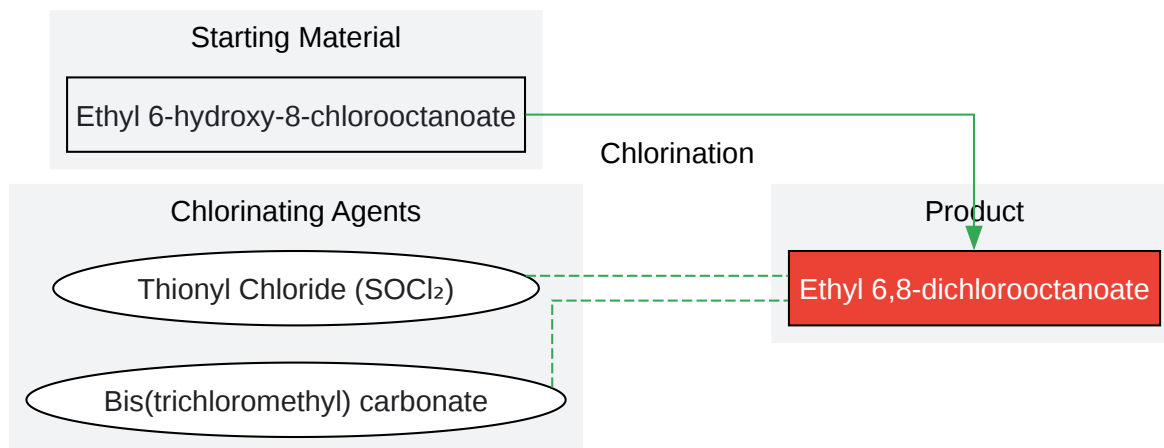 Starting Material
Ethyl 6-hydroxy-8-chlorooctanoate
Chlorination
Chlorinating Agents
Thionyl Chloride (SOCl₂)
Bis(trichloromethyl) carbonate
Product
Ethyl 6,8-dichlorooctanoate